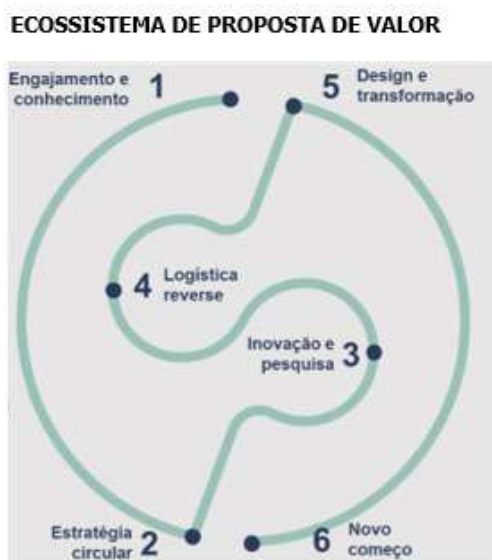 ECOSSISTEMA DE PROPOSTA DE VALOR
Engajamento e
conhecimento 1
5 Design e
transformação
4 Logística
reverse
Inovação e
pesquisa 3
Estratégia
circular 2
6 Novo
começo